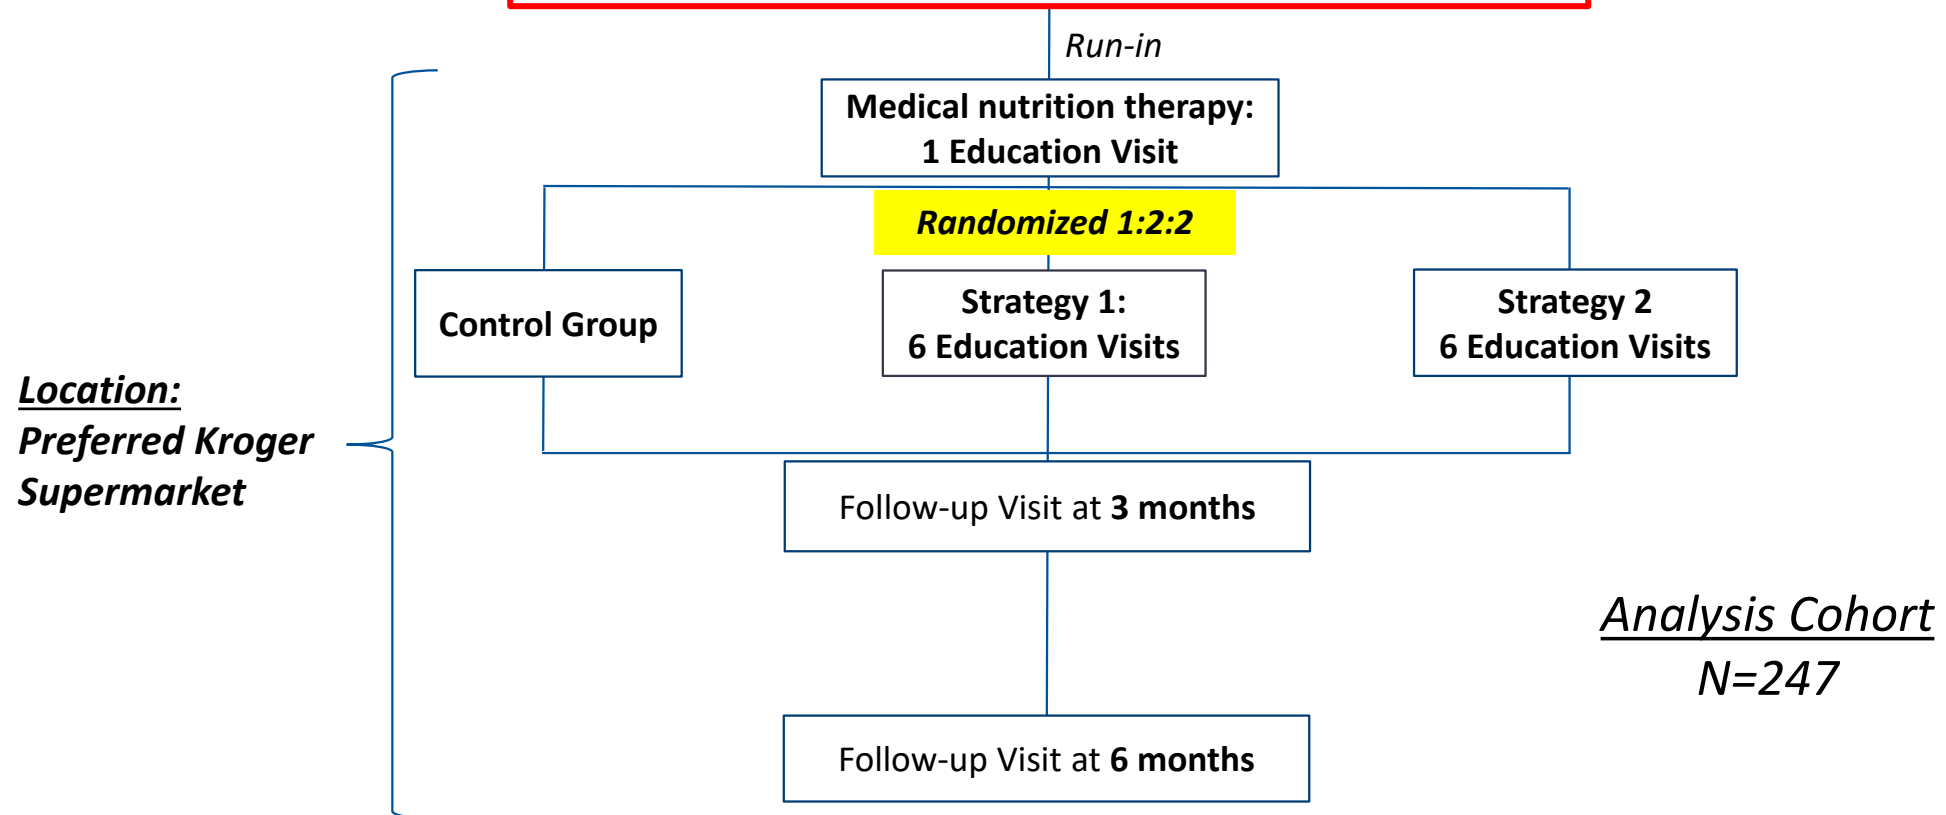 Run-in
Medical nutrition therapy:
1 Education Visit
Randomized 1:2:2
Control Group
Strategy 1:
6 Education Visits
Strategy 2
6 Education Visits
Location:
Preferred Kroger
Supermarket
Follow-up Visit at 3 months
Analysis Cohort
N=247
Follow-up Visit at 6 months